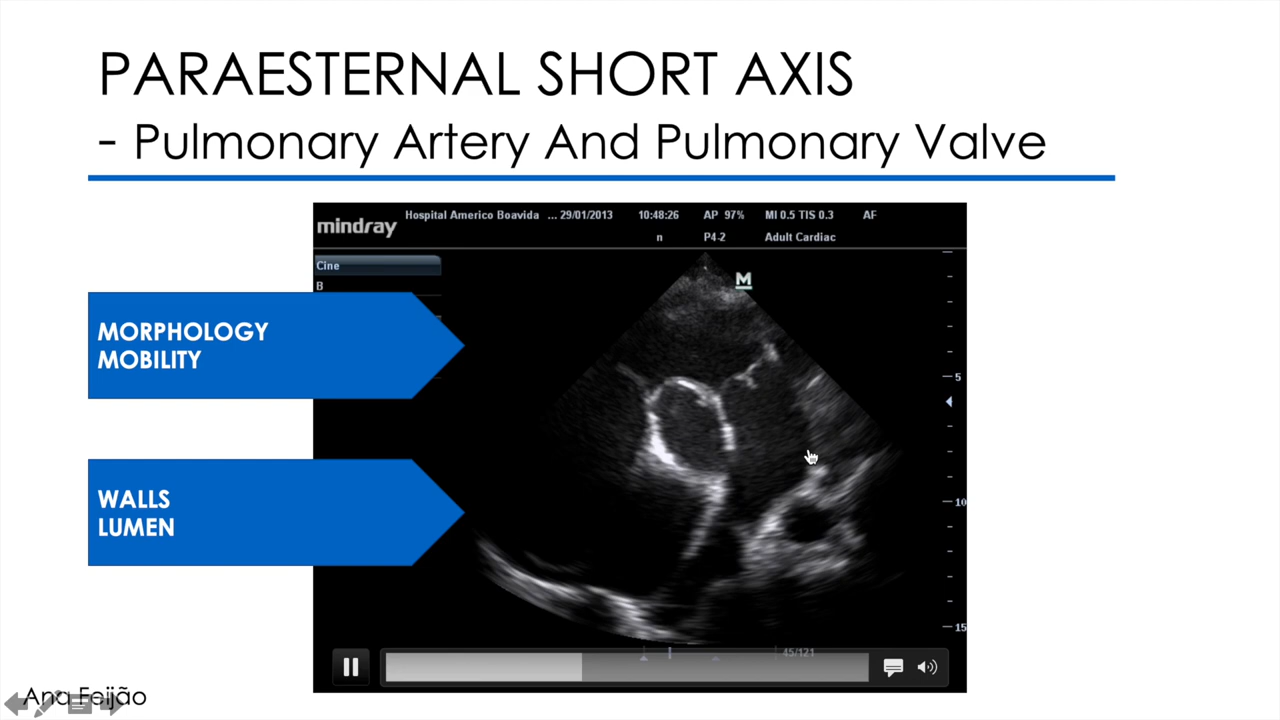 PARAESTERNAL SHORT AXIS
- Pulmonary Artery And Pulmonary Valve
mindray
Hospital Americo Boavida ... 29/01/2013 10:48:26 AP 97% MI 0.5 TIS 0.3 AF
n P4-2 Adult Cardiac
Cine
B
M
MORPHOLOGY
MOBILITY
5
WALLS
LUMEN
10
15
45/121
Ana Feijão